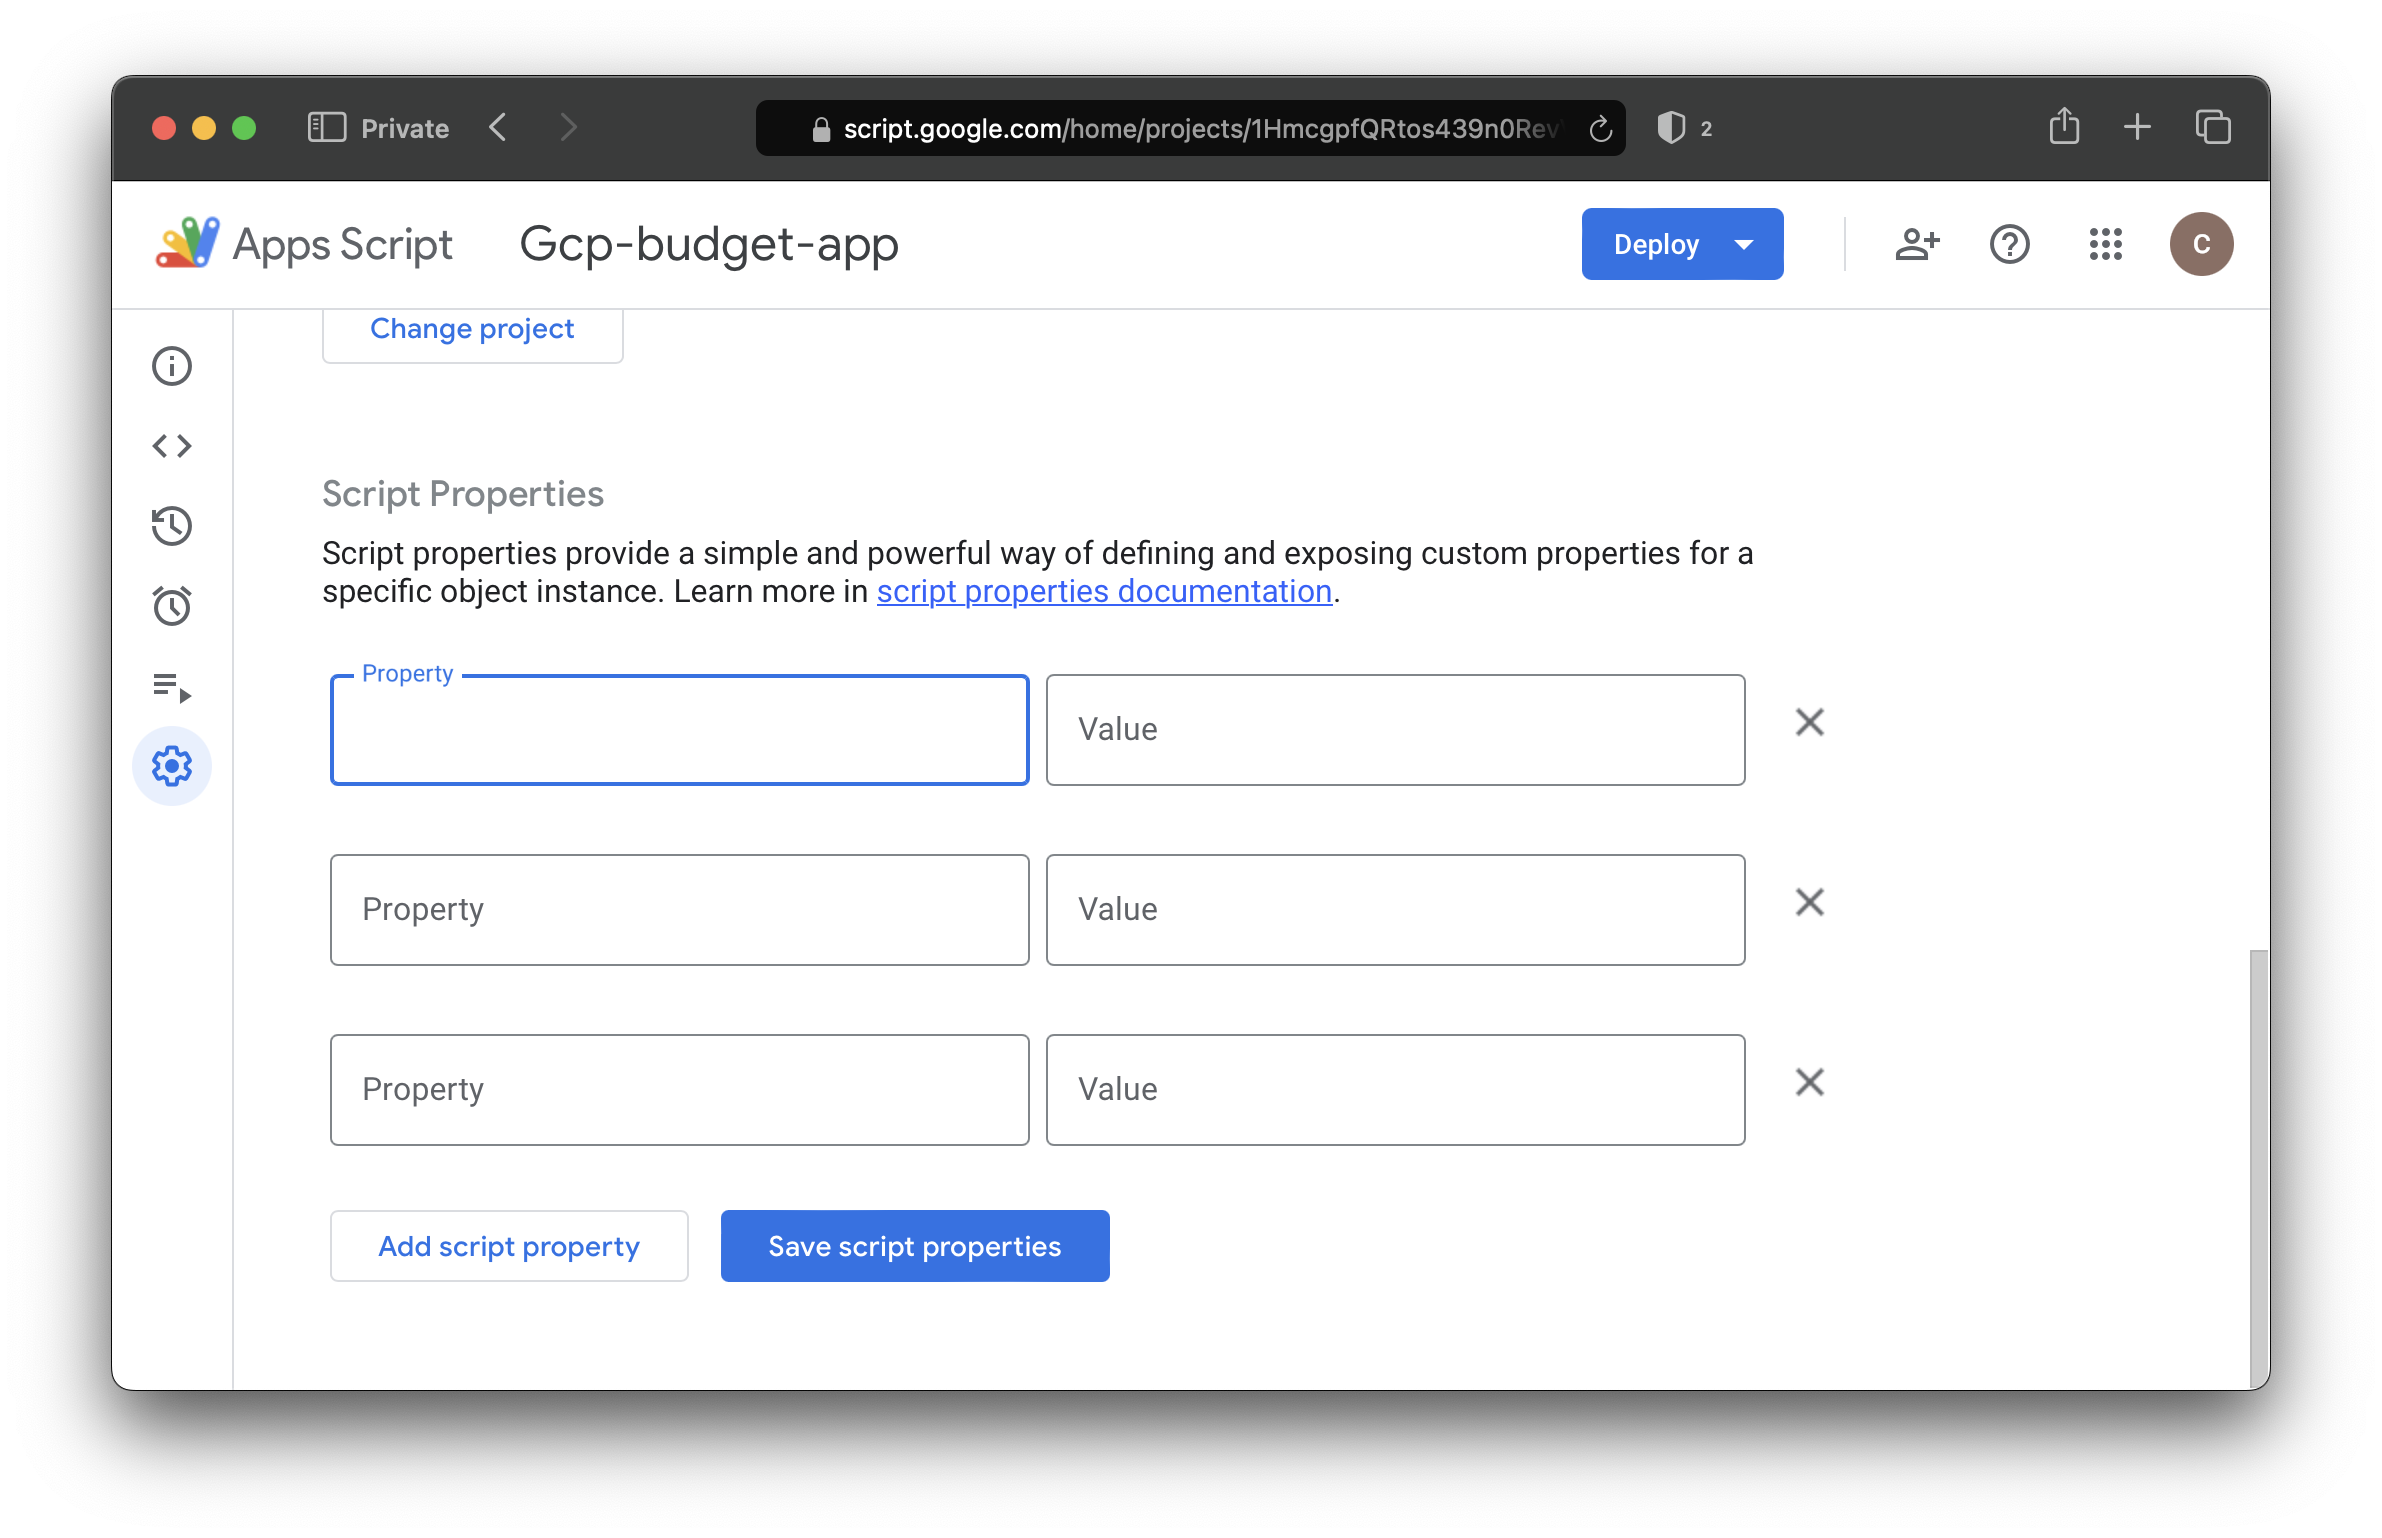 Private
script.google.com/home/projects/1HmcgpfQRtos439n0Rev
2
Apps Script
Gcp-budget-app
Deploy
C
Change project
Script Properties
Script properties provide a simple and powerful way of defining and exposing custom properties for a
specific object instance. Learn more in script properties documentation.
Property
Value
Property
Value
Property
Value
Add script property
Save script properties